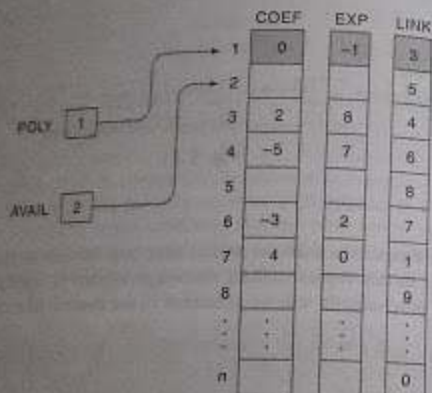 COEF EXP LINK
1 0 -1 3
2 5
POLY 1
3 2 8 4
4 -5 7 6
5 8
AVAIL 2
6 -3 2 7
7 4 0 1
8 9
⋮ ⋮ ⋮ ⋮
n 0